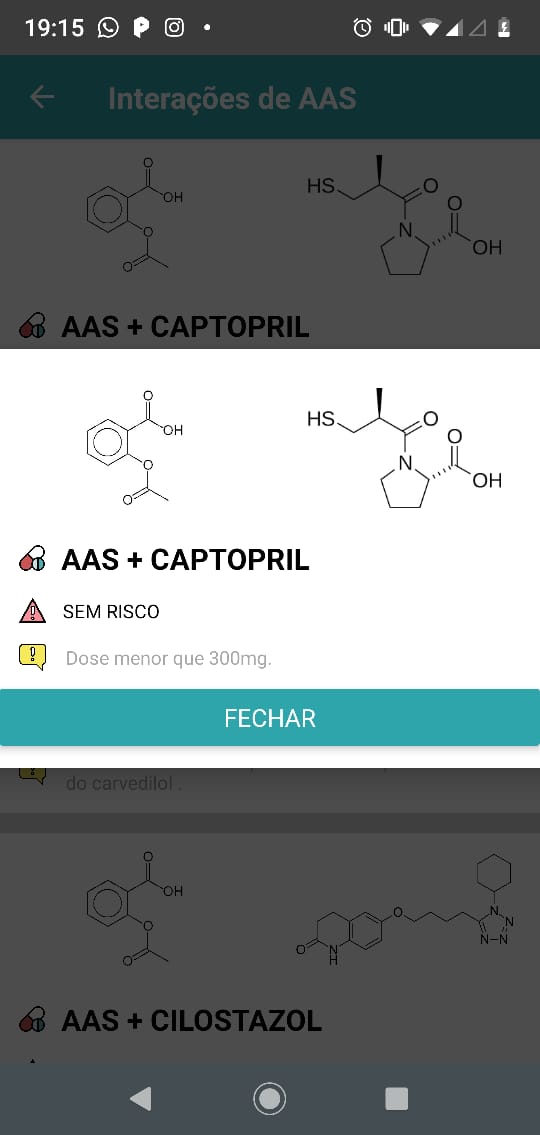 19:15
Interações de AAS
O
OH
O
O
HS
O
N
O
OH
AAS + CAPTOPRIL
O
OH
O
O
HS
O
N
O
OH
AAS + CAPTOPRIL
SEM RISCO
Dose menor que 300mg.
FECHAR
do carvedilol .
O
OH
O
O
O
N
H
O
N
N
N
N
AAS + CILOSTAZOL